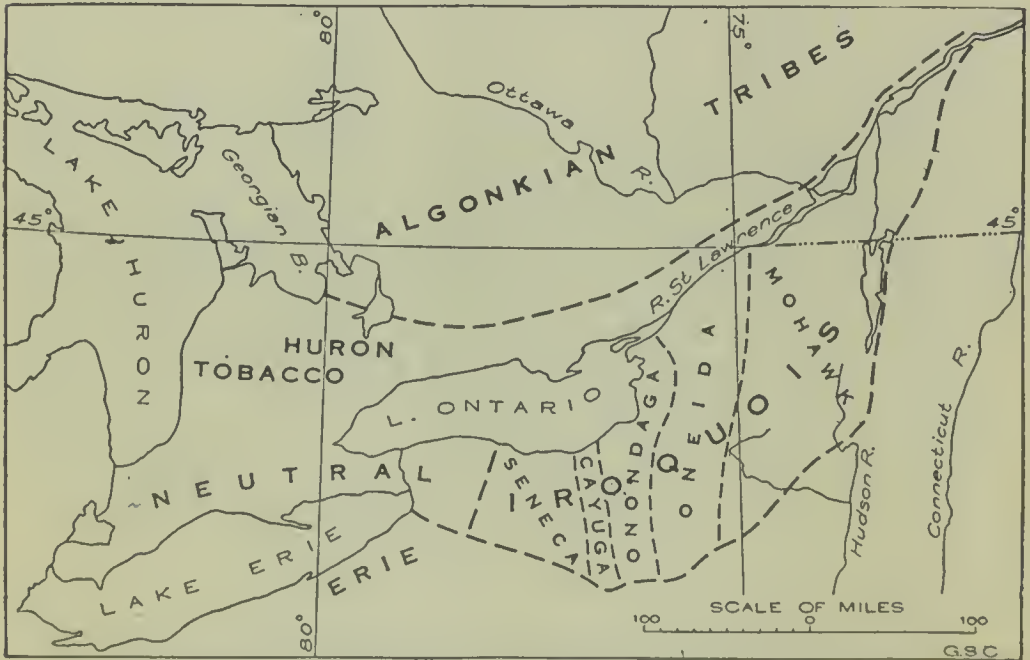 80°
75°
ALGONKIAN TRIBES
Ottawa R.
LAKE HURON
Georgian B.
45°
45°
R. St Lawrence
HURON
TOBACCO
L. ONTARIO
NEUTRAL
LAKE ERIE
ERIE
IROQUOIS
SENECA
CAYUGA
ONONDAGA
ONEIDA
MOHAWK
Hudson R.
Connecticut R.
80°
SCALE OF MILES
100 0 100
G.S.C